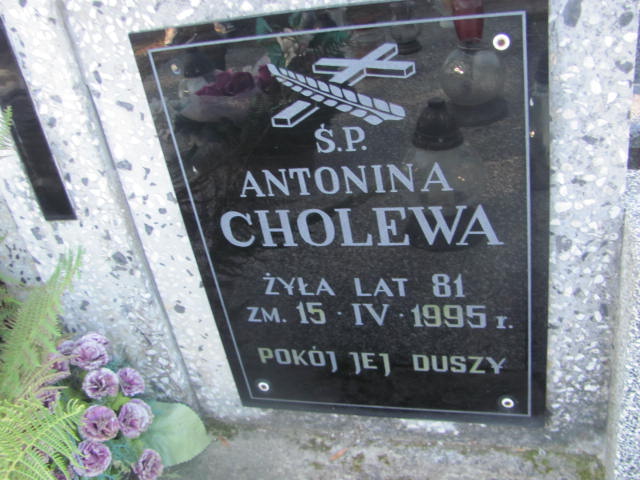 Ś.P.
ANTONINA
CHOLEWA
ŻYŁA LAT 81
ZM. 15 · IV · 1995 r.
POKÓJ JEJ DUSZY